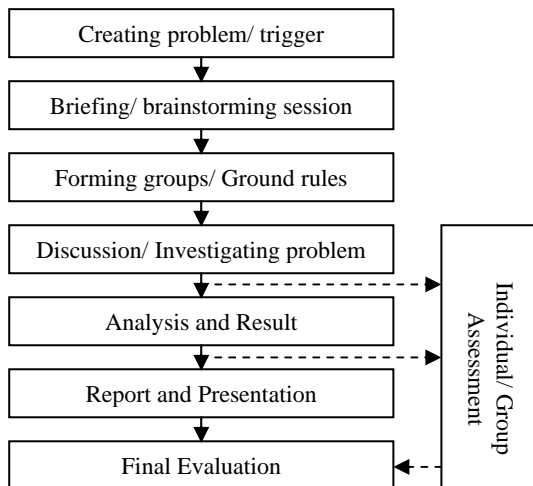 Creating problem/ trigger
Briefing/ brainstorming session
Forming groups/ Ground rules
Discussion/ Investigating problem
Analysis and Result
Report and Presentation
Final Evaluation
Individual/ Group
Assessment